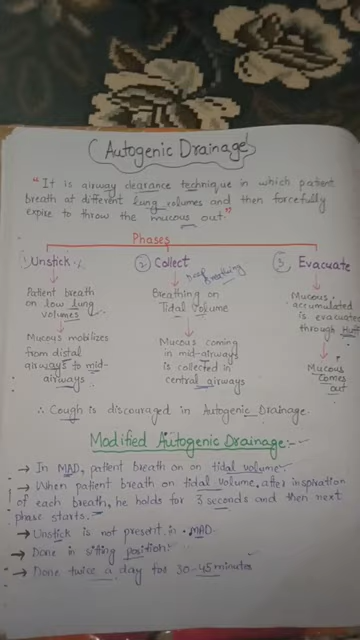 Autogenic Drainage
"It is airway clearance technique in which patient
breath at different lung volumes and then forcefully
expire to throw the mucous out."
Phases
① Unstick
② Collect
③ Evacuate
Deep Breathing
Patient breath
on low lung
volumes
Mucous mobilizes
from distal
airways to mid-
airways
Breathing on
Tidal Volume
Mucous coming
in mid-airways
is collected in
central airways
Mucous
accumulated
is evacuated
through Huff
Mucous
Comes
out
∴ Cough is discouraged in Autogenic Drainage
Modified Autogenic Drainage:-
→ In MAD, patient breath on on tidal volume.
→ When patient breath on tidal volume, after inspiration
of each breath, he holds for 3 seconds and then next
phase starts.
→ Unstick is not present in MAD
→ Done in sitting position
→ Done twice a day for 30-45 minutes